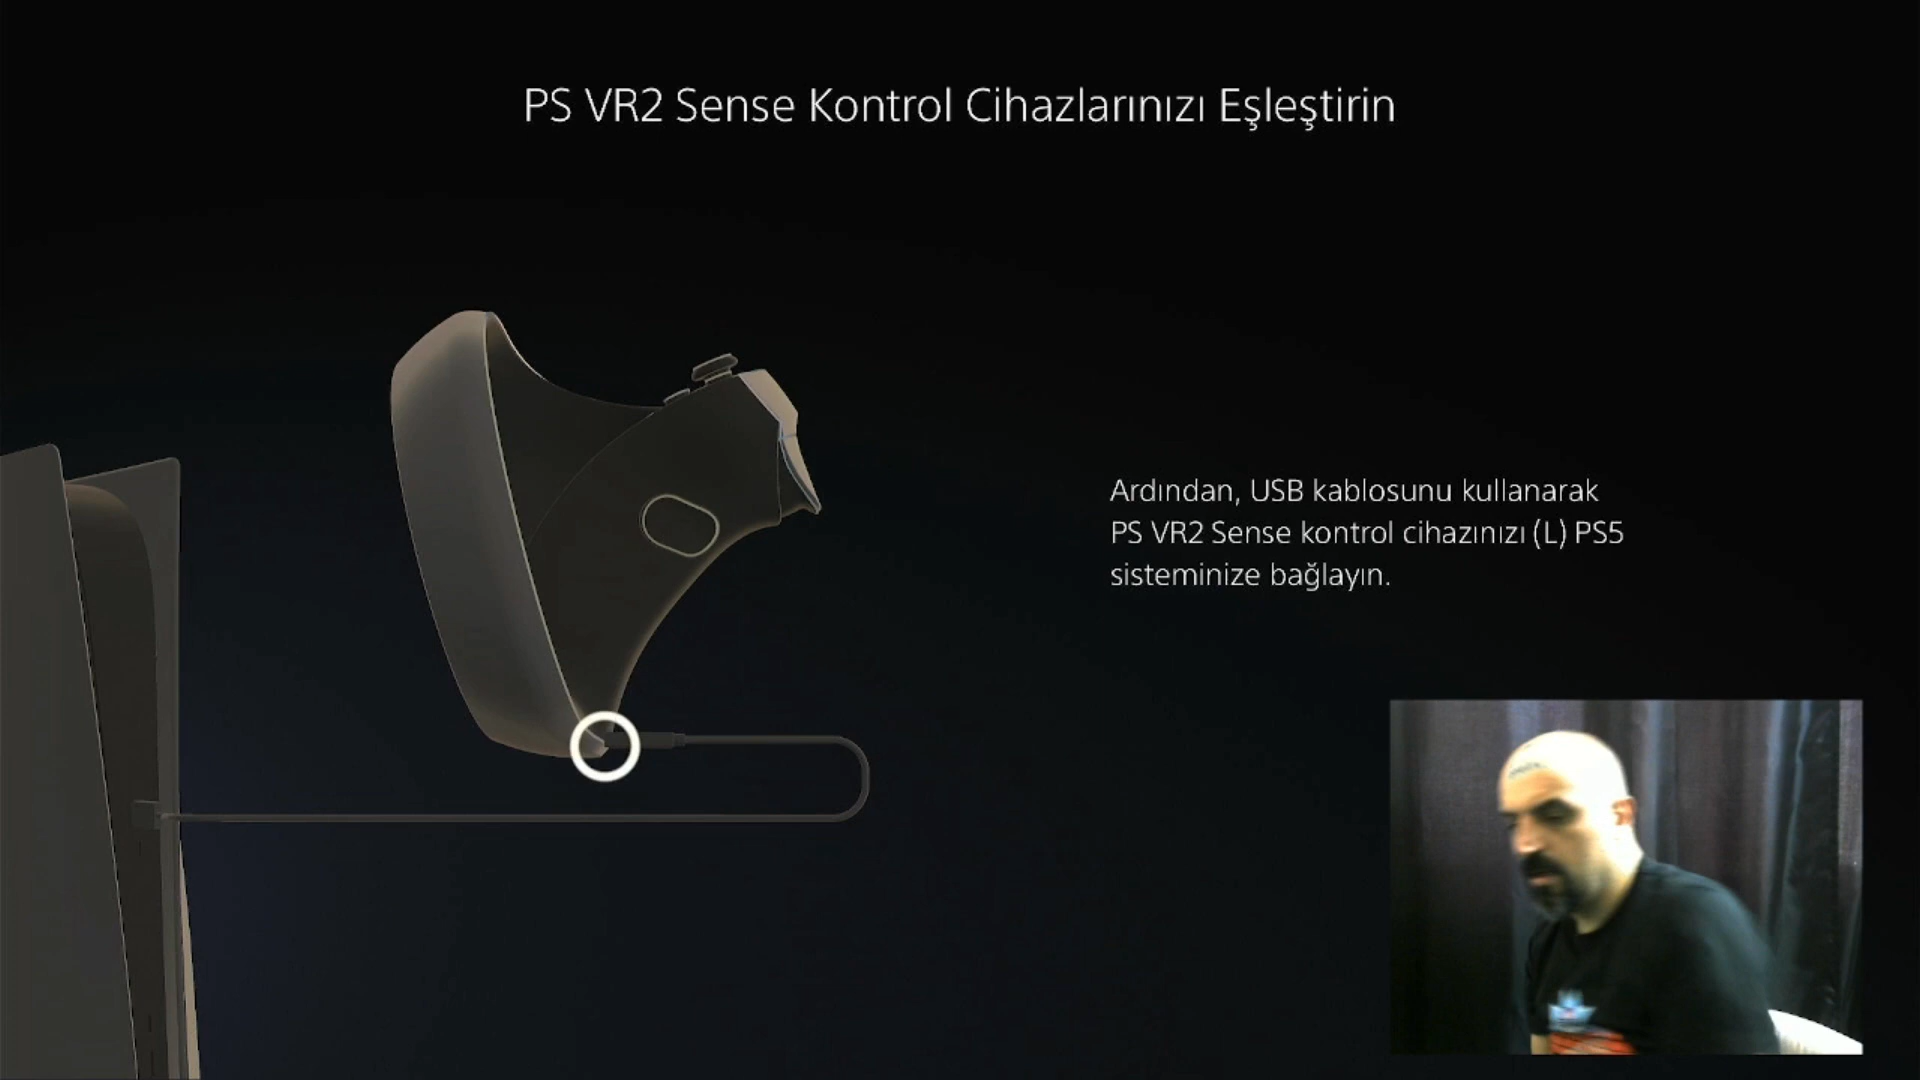 PS VR2 Sense Kontrol Cihazlarınızı Eşleştirin
Ardından, USB kablosunu kullanarak
PS VR2 Sense kontrol cihazınızı (L) PS5
sisteminize bağlayın.